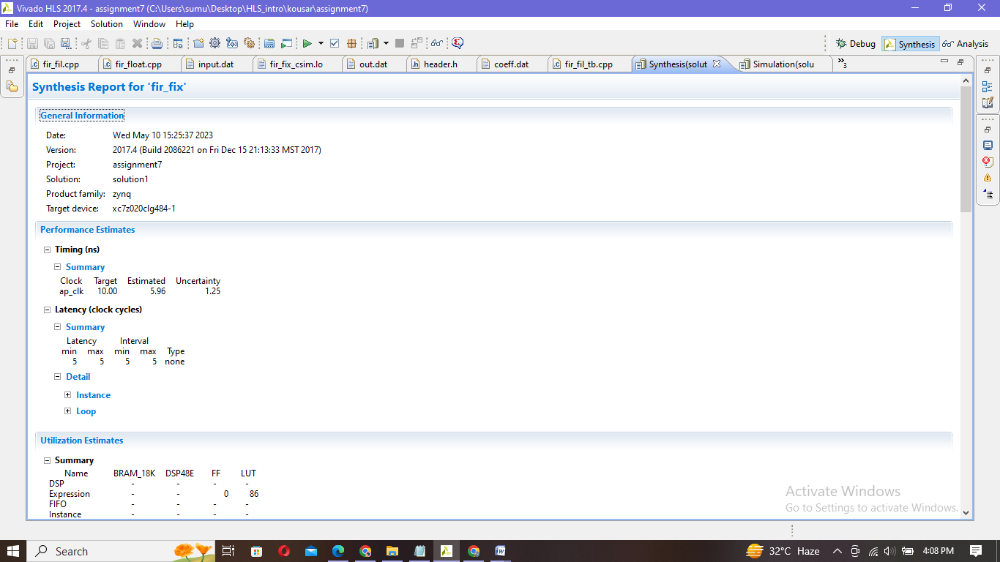 Vivado HLS 2017.4 - assignment7 (C:\Users\sumu\Desktop\HLS_intro\kousar\assignment7)
File Edit Project Solution Window Help
Debug Synthesis Analysis
fir_fil.cpp fir_float.cpp input.dat fir_fix_csim.lo out.dat header.h coeff.dat fir_fil_tb.cpp Synthesis(solut Simulation(solu »3
Synthesis Report for 'fir_fix'
General Information
Date: Wed May 10 15:25:37 2023
Version: 2017.4 (Build 2086221 on Fri Dec 15 21:13:33 MST 2017)
Project: assignment7
Solution: solution1
Product family: zynq
Target device: xc7z020clg484-1
Performance Estimates
Timing (ns)
Summary
Clock Target Estimated Uncertainty
ap_clk 10.00 5.96 1.25
Latency (clock cycles)
Summary
Latency Interval
min max min max Type
5 5 5 5 none
Detail
Instance
Loop
Utilization Estimates
Summary
Name BRAM_18K DSP48E FF LUT
DSP - - - -
Expression - - 0 86
FIFO - - - -
Instance - - - -
Activate Windows
Go to Settings to activate Windows.
Search
32°C Haze
4:08 PM